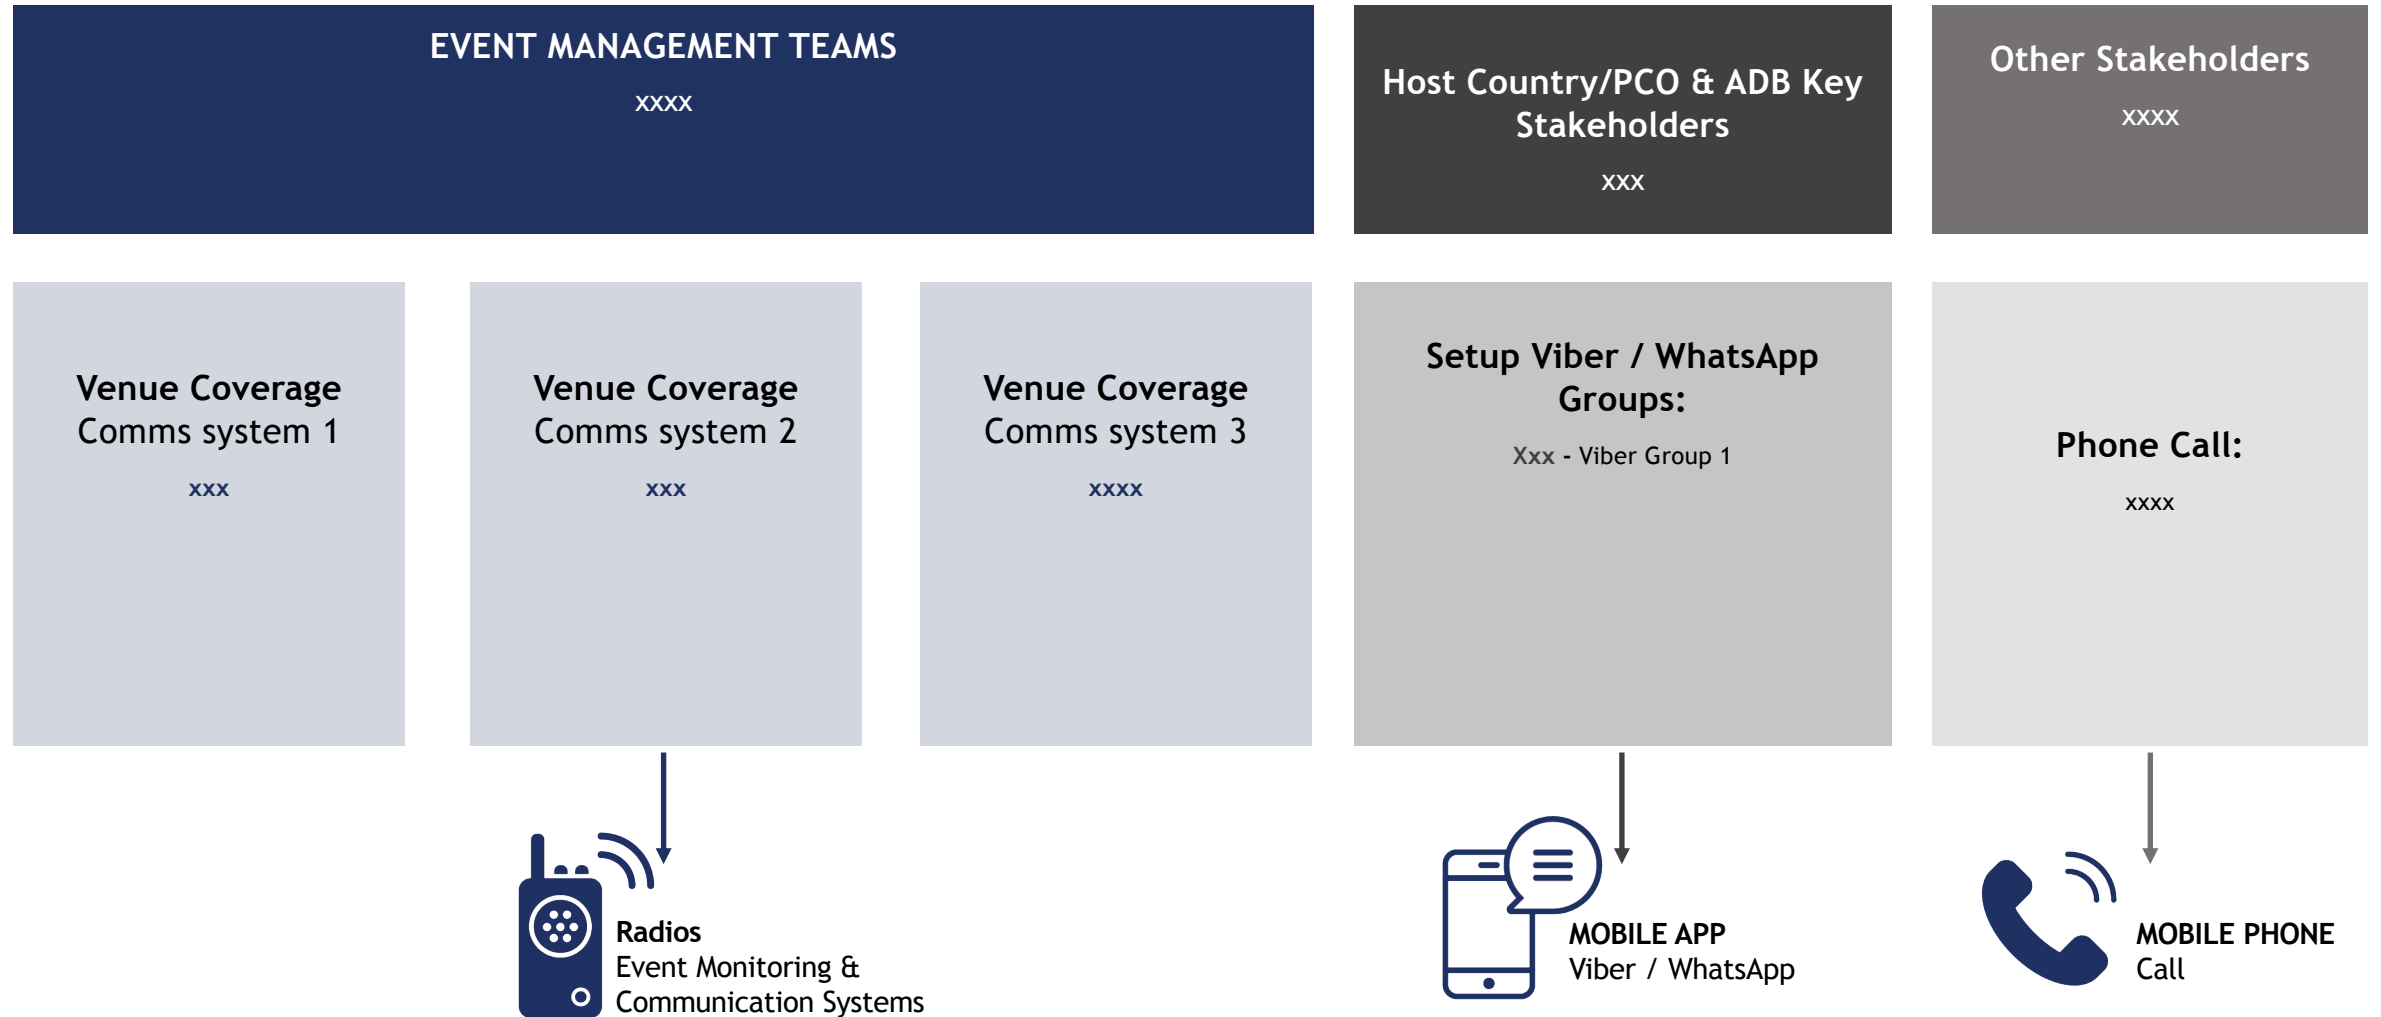 EVENT MANAGEMENT TEAMS
xxxx
Host Country/PCO & ADB Key
Stakeholders
xxx
Other Stakeholders
xxxx
Venue Coverage
Comms system 1
xxx
Venue Coverage
Comms system 2
xxx
Venue Coverage
Comms system 3
xxxx
Setup Viber / WhatsApp
Groups:
Xxx - Viber Group 1
Phone Call:
xxxx
Radios
Event Monitoring &
Communication Systems
MOBILE APP
Viber / WhatsApp
MOBILE PHONE
Call